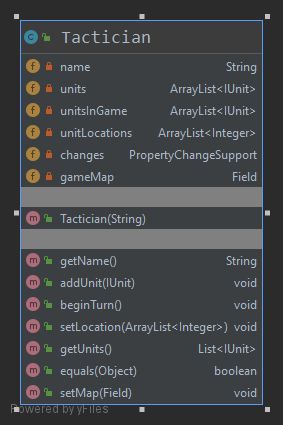 Tactician
name String
units ArrayList<IUnit>
unitsInGame ArrayList<IUnit>
unitLocations ArrayList<Integer>
changes PropertyChangeSupport
gameMap Field
Tactician(String)
getName() String
addUnit(IUnit) void
beginTurn() void
setLocation(ArrayList<Integer>) void
getUnits() List<IUnit>
equals(Object) boolean
setMap(Field) void
Powered by yFiles